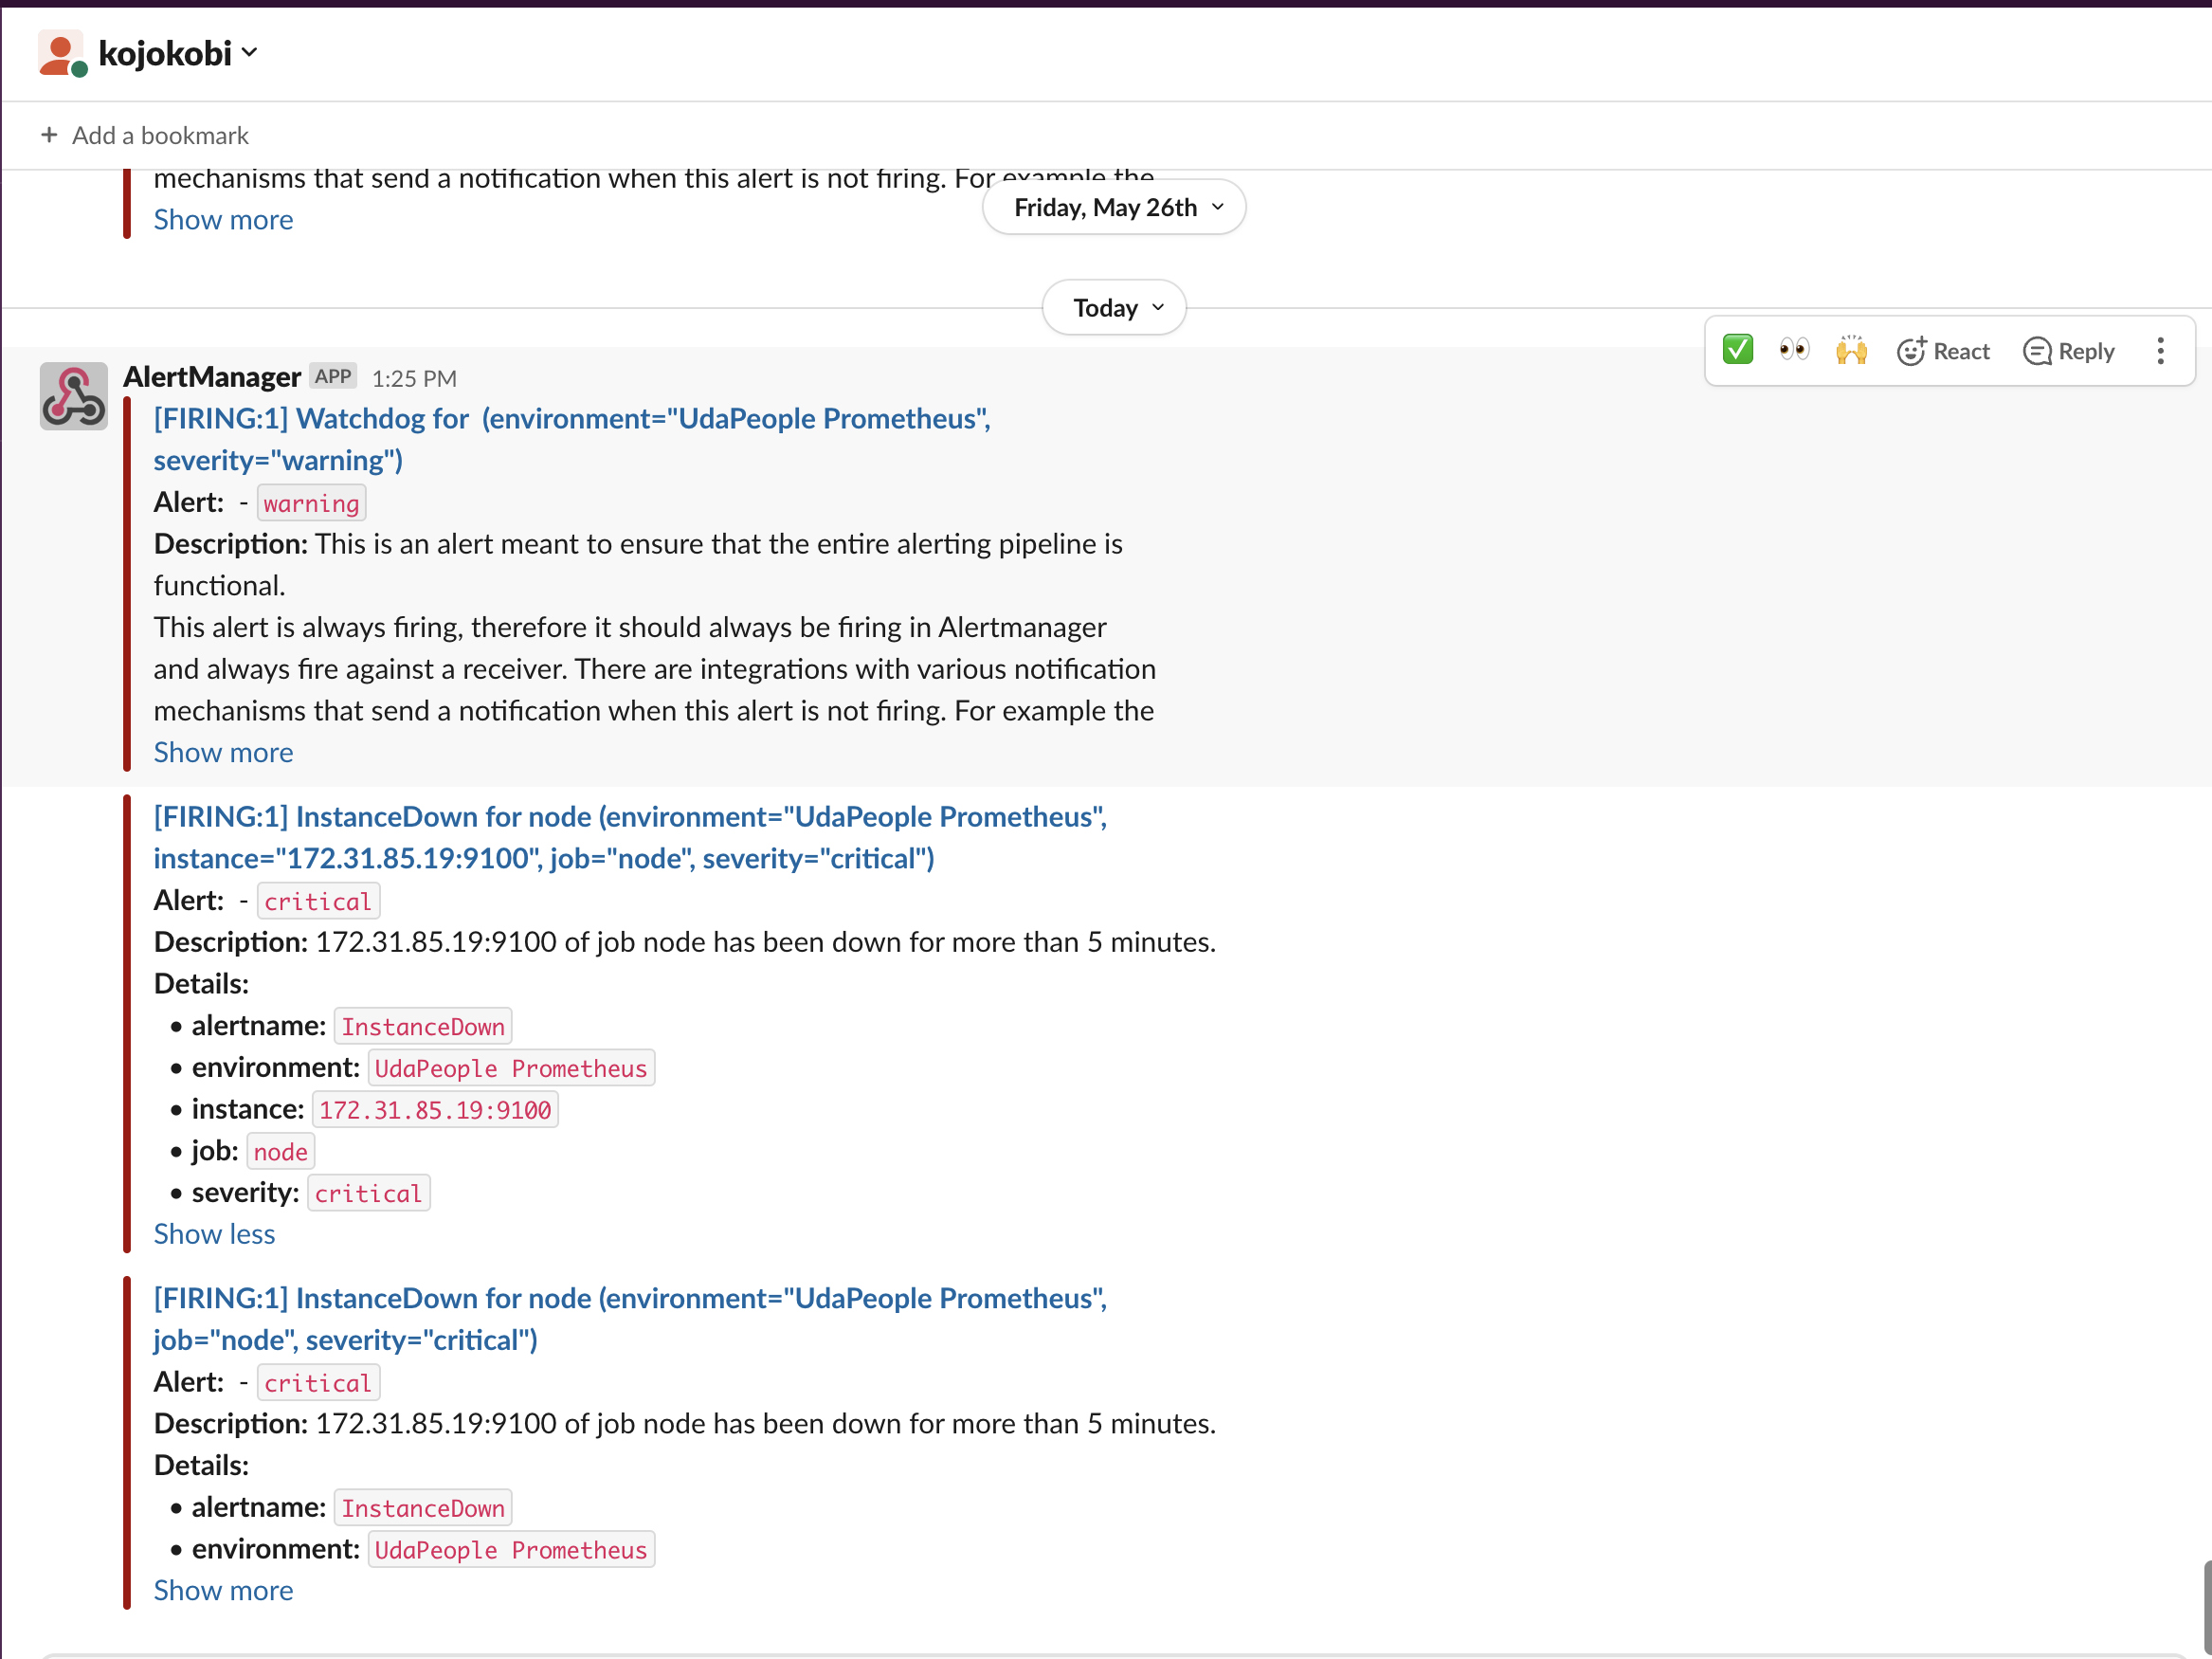 kojokobi
+ Add a bookmark
mechanisms that send a notification when this alert is not firing. For example the
Show more
Friday, May 26th
Today
React
Reply
AlertManager APP 1:25 PM
[FIRING:1] Watchdog for (environment="UdaPeople Prometheus",
severity="warning")
Alert: - warning
Description: This is an alert meant to ensure that the entire alerting pipeline is
functional.
This alert is always firing, therefore it should always be firing in Alertmanager
and always fire against a receiver. There are integrations with various notification
mechanisms that send a notification when this alert is not firing. For example the
Show more
[FIRING:1] InstanceDown for node (environment="UdaPeople Prometheus",
instance="172.31.85.19:9100", job="node", severity="critical")
Alert: - critical
Description: 172.31.85.19:9100 of job node has been down for more than 5 minutes.
Details:
• alertname: InstanceDown
• environment: UdaPeople Prometheus
• instance: 172.31.85.19:9100
• job: node
• severity: critical
Show less
[FIRING:1] InstanceDown for node (environment="UdaPeople Prometheus",
job="node", severity="critical")
Alert: - critical
Description: 172.31.85.19:9100 of job node has been down for more than 5 minutes.
Details:
• alertname: InstanceDown
• environment: UdaPeople Prometheus
Show more